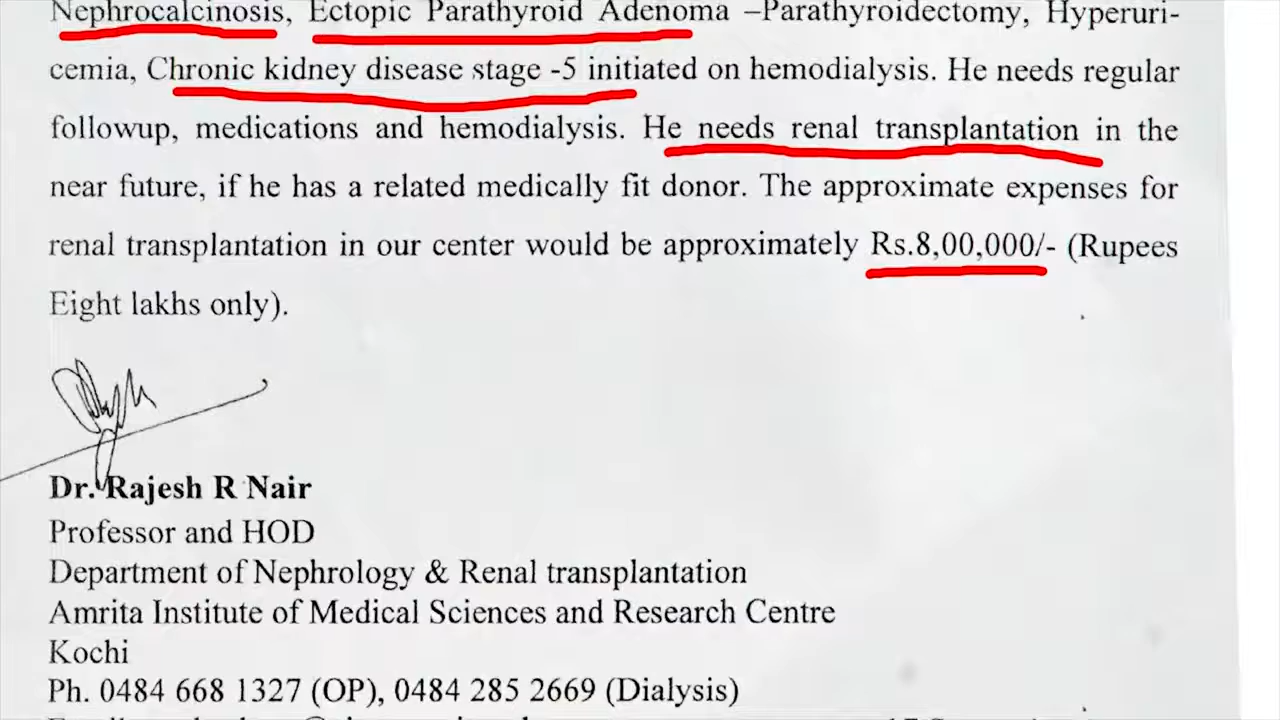 Nephrocalcinosis, Ectopic Parathyroid Adenoma –Parathyroidectomy, Hyperuri-
cemia, Chronic kidney disease stage -5 initiated on hemodialysis. He needs regular
followup, medications and hemodialysis. He needs renal transplantation in the
near future, if he has a related medically fit donor. The approximate expenses for
renal transplantation in our center would be approximately Rs.8,00,000/- (Rupees
Eight lakhs only).
Dr. Rajesh R Nair
Professor and HOD
Department of Nephrology & Renal transplantation
Amrita Institute of Medical Sciences and Research Centre
Kochi
Ph. 0484 668 1327 (OP), 0484 285 2669 (Dialysis)